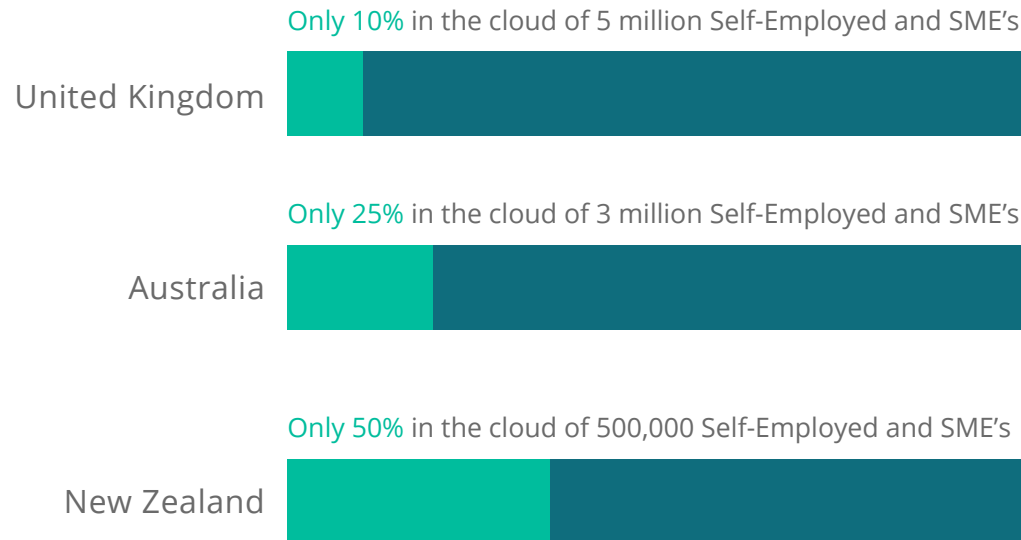 Only 10% in the cloud of 5 million Self-Employed and SME’s
United Kingdom
Only 25% in the cloud of 3 million Self-Employed and SME’s
Australia
Only 50% in the cloud of 500,000 Self-Employed and SME’s
New Zealand